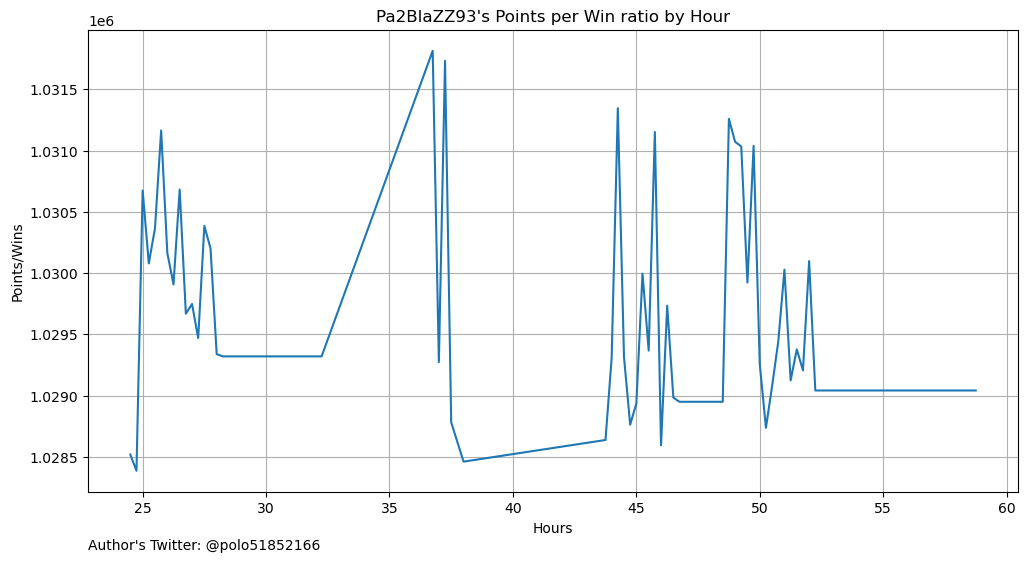 Pa2BlaZZ93's Points per Win ratio by Hour
1e6
1.0315
1.0310
1.0305
1.0300
1.0295
1.0290
1.0285
Points/Wins
25 30 35 40 45 50 55 60
Hours
Author's Twitter: @polo51852166